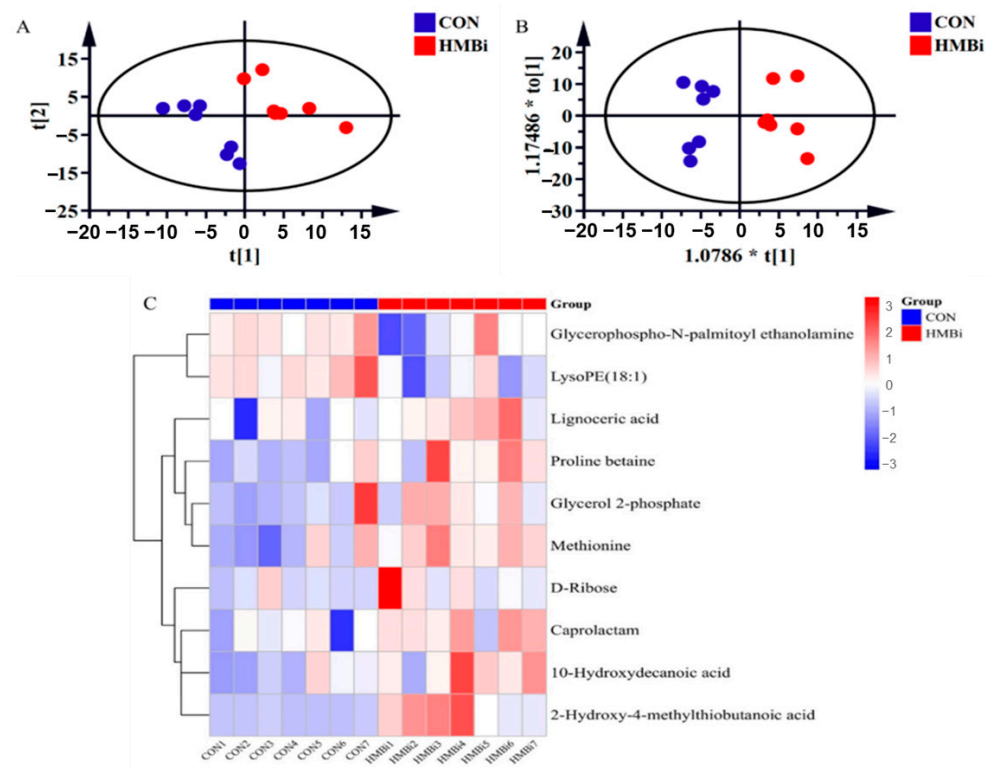 A
CON
HMBi
t[2]
15
5
−5
−15
−25
−20 −15 −10 −5 0 5 10 15
t[1]
B
CON
HMBi
1.17486 * to[1]
20
10
0
−10
−20
−30
−20 −15 −10 −5 0 5 10 15
1.0786 * t[1]
C
Group
Glycerophospho-N-palmitoyl ethanolamine
LysoPE(18:1)
Lignoceric acid
Proline betaine
Glycerol 2-phosphate
Methionine
D-Ribose
Caprolactam
10-Hydroxydecanoic acid
2-Hydroxy-4-methylthiobutanoic acid
CON1 CON2 CON3 CON4 CON5 CON6 CON7 HMBi1 HMBi2 HMBi3 HMBi4 HMBi5 HMBi6 HMBi7
3
2
1
0
−1
−2
−3
Group
CON
HMBi